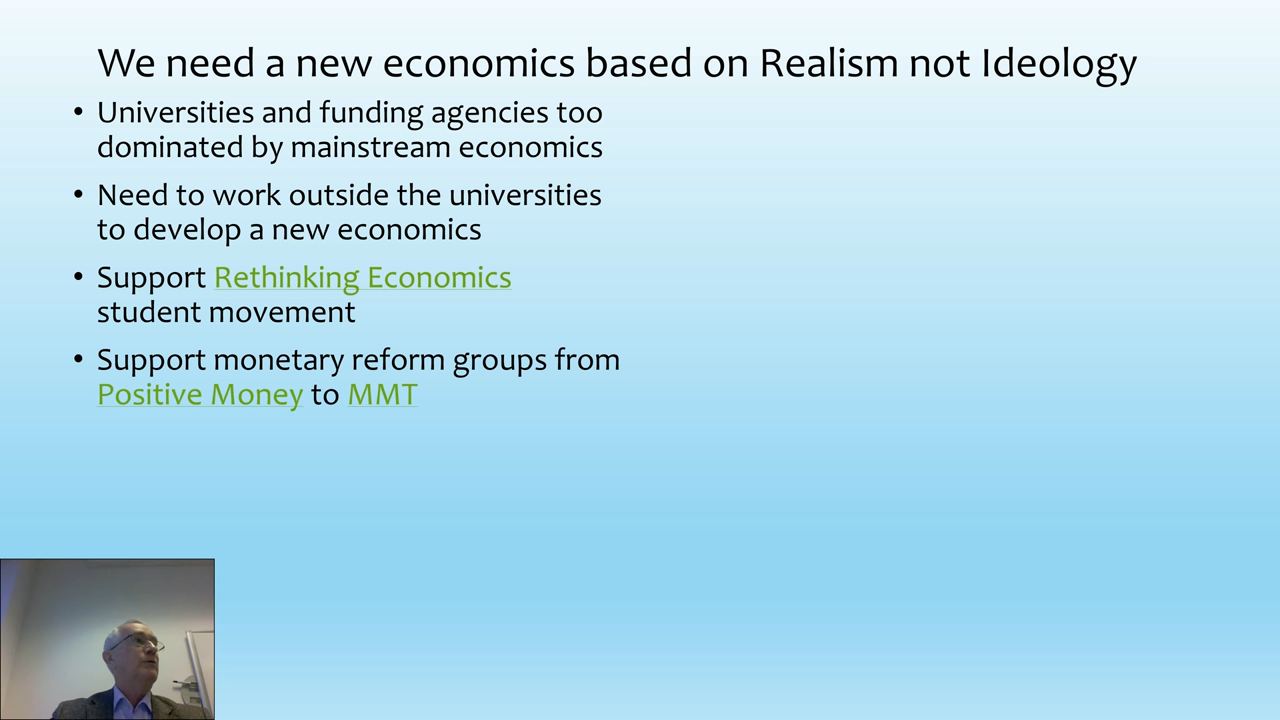 We need a new economics based on Realism not Ideology
• Universities and funding agencies too
dominated by mainstream economics
• Need to work outside the universities
to develop a new economics
• Support Rethinking Economics
student movement
• Support monetary reform groups from
Positive Money to MMT